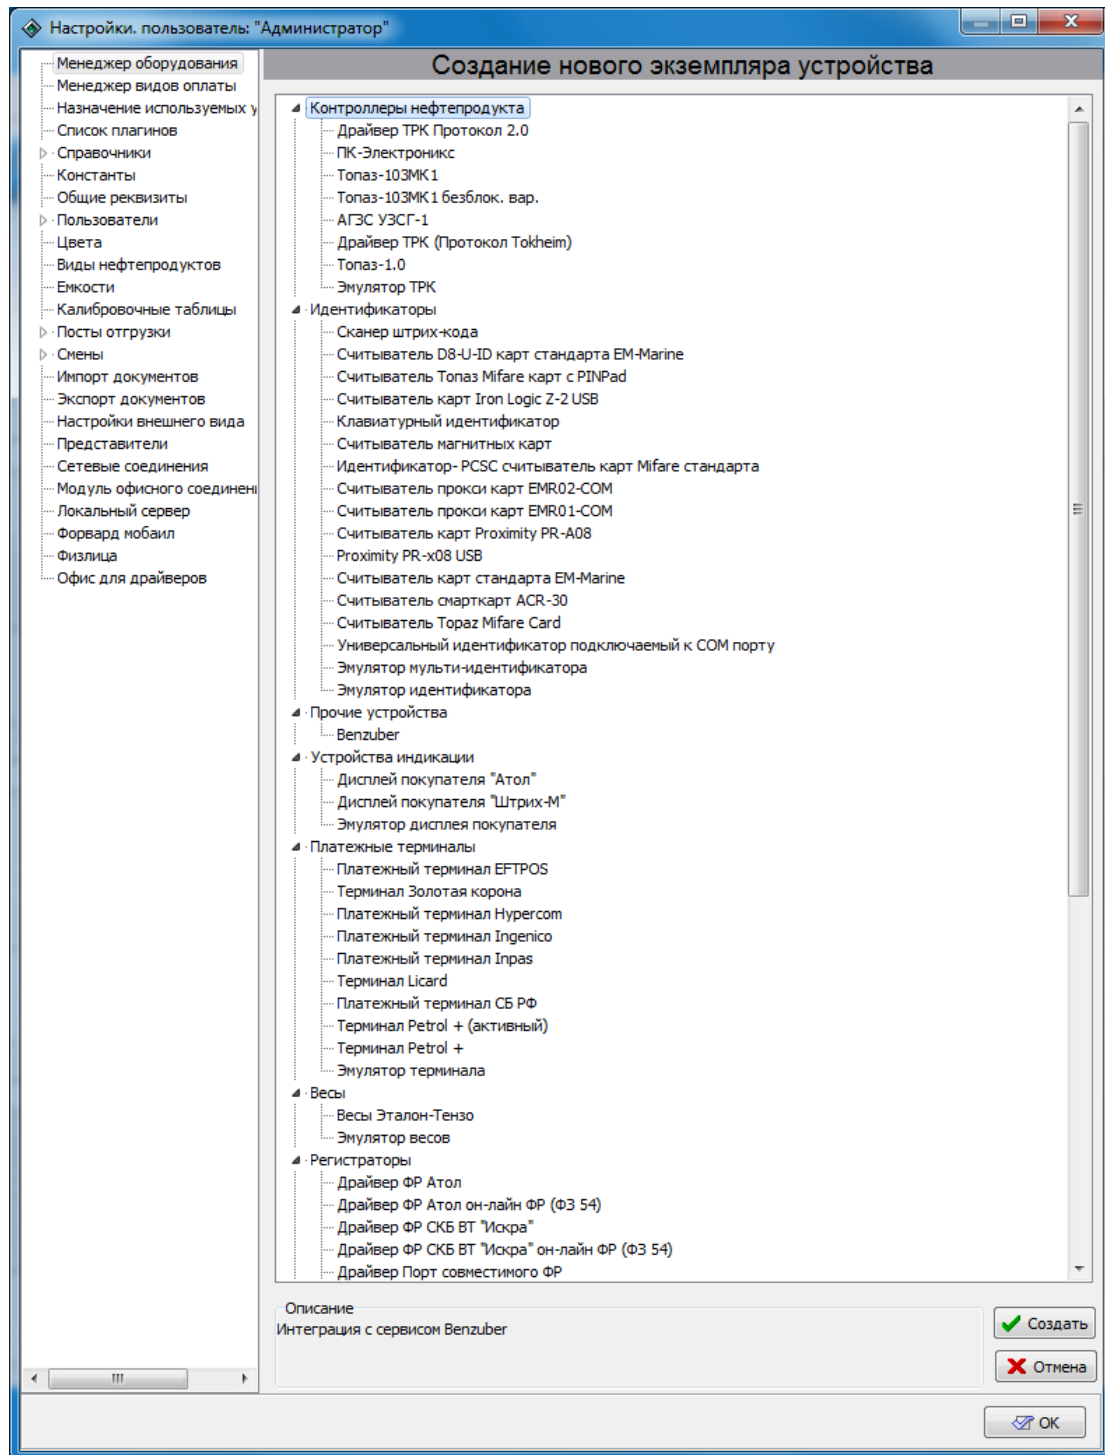 Настройки. пользователь: "Администратор"
Менеджер оборудования
Менеджер видов оплаты
Назначение используемых у
Список плагинов
Справочники
Константы
Общие реквизиты
Пользователи
Цвета
Виды нефтепродуктов
Емкости
Калибровочные таблицы
Посты отгрузки
Смены
Импорт документов
Экспорт документов
Настройки внешнего вида
Представители
Сетевые соединения
Модуль офисного соединен
Локальный сервер
Форвард мобаил
Физлица
Офис для драйверов
Создание нового экземпляра устройства
Контроллеры нефтепродукта
Драйвер ТРК Протокол 2.0
ПК-Электроникс
Топаз-103МК1
Топаз-103МК1 безблок. вар.
АГЗС УЗСГ-1
Драйвер ТРК (Протокол Tokheim)
Топаз-1.0
Эмулятор ТРК
Идентификаторы
Сканер штрих-кода
Считыватель D8-U-ID карт стандарта EM-Marine
Считыватель Топаз Mifare карт с PINPad
Считыватель карт Iron Logic Z-2 USB
Клавиатурный идентификатор
Считыватель магнитных карт
Идентификатор- PCSC считыватель карт Mifare стандарта
Считыватель прокси карт EMR02-COM
Считыватель прокси карт EMR01-COM
Считыватель карт Proximity PR-A08
Proximity PR-x08 USB
Считыватель карт стандарта EM-Marine
Считыватель смарткарт ACR-30
Считыватель Topaz Mifare Card
Универсальный идентификатор подключаемый к COM порту
Эмулятор мульти-идентификатора
Эмулятор идентификатора
Прочие устройства
Benzuber
Устройства индикации
Дисплей покупателя "Атол"
Дисплей покупателя "Штрих-М"
Эмулятор дисплея покупателя
Платежные терминалы
Платежный терминал EFTPOS
Терминал Золотая корона
Платежный терминал Hypercom
Платежный терминал Ingenico
Платежный терминал Inpas
Терминал Licard
Платежный терминал СБ РФ
Терминал Petrol + (активный)
Терминал Petrol +
Эмулятор терминала
Весы
Весы Эталон-Тензо
Эмулятор весов
Регистраторы
Драйвер ФР Атол
Драйвер ФР Атол он-лайн ФР (ФЗ 54)
Драйвер ФР СКБ ВТ "Искра"
Драйвер ФР СКБ ВТ "Искра" он-лайн ФР (ФЗ 54)
Драйвер Порт совместимого ФР
Описание
Интеграция с сервисом Benzuber
Создать
Отмена
OK